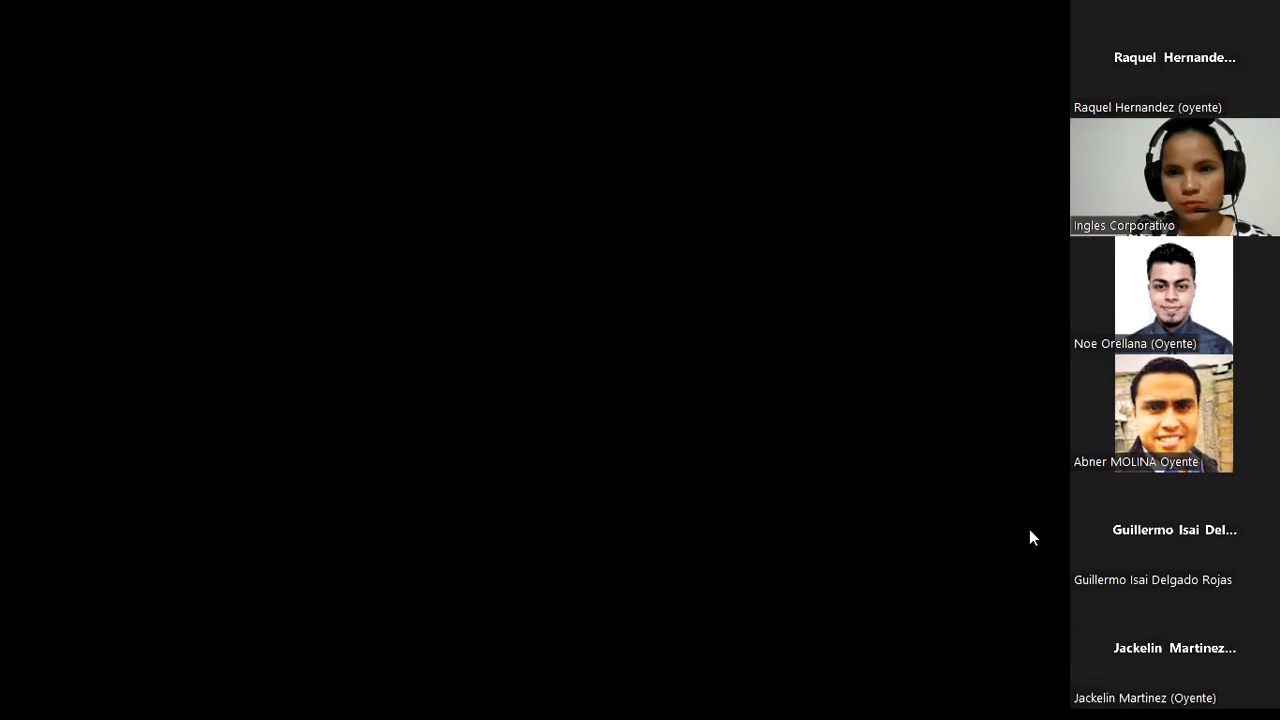 Raquel Hernande...
Raquel Hernandez (oyente)
Ingles Corporativo
Noe Orellana (Oyente)
Abner MOLINA Oyente
Guillermo Isai Del...
Guillermo Isai Delgado Rojas
Jackelin Martinez...
Jackelin Martinez (Oyente)